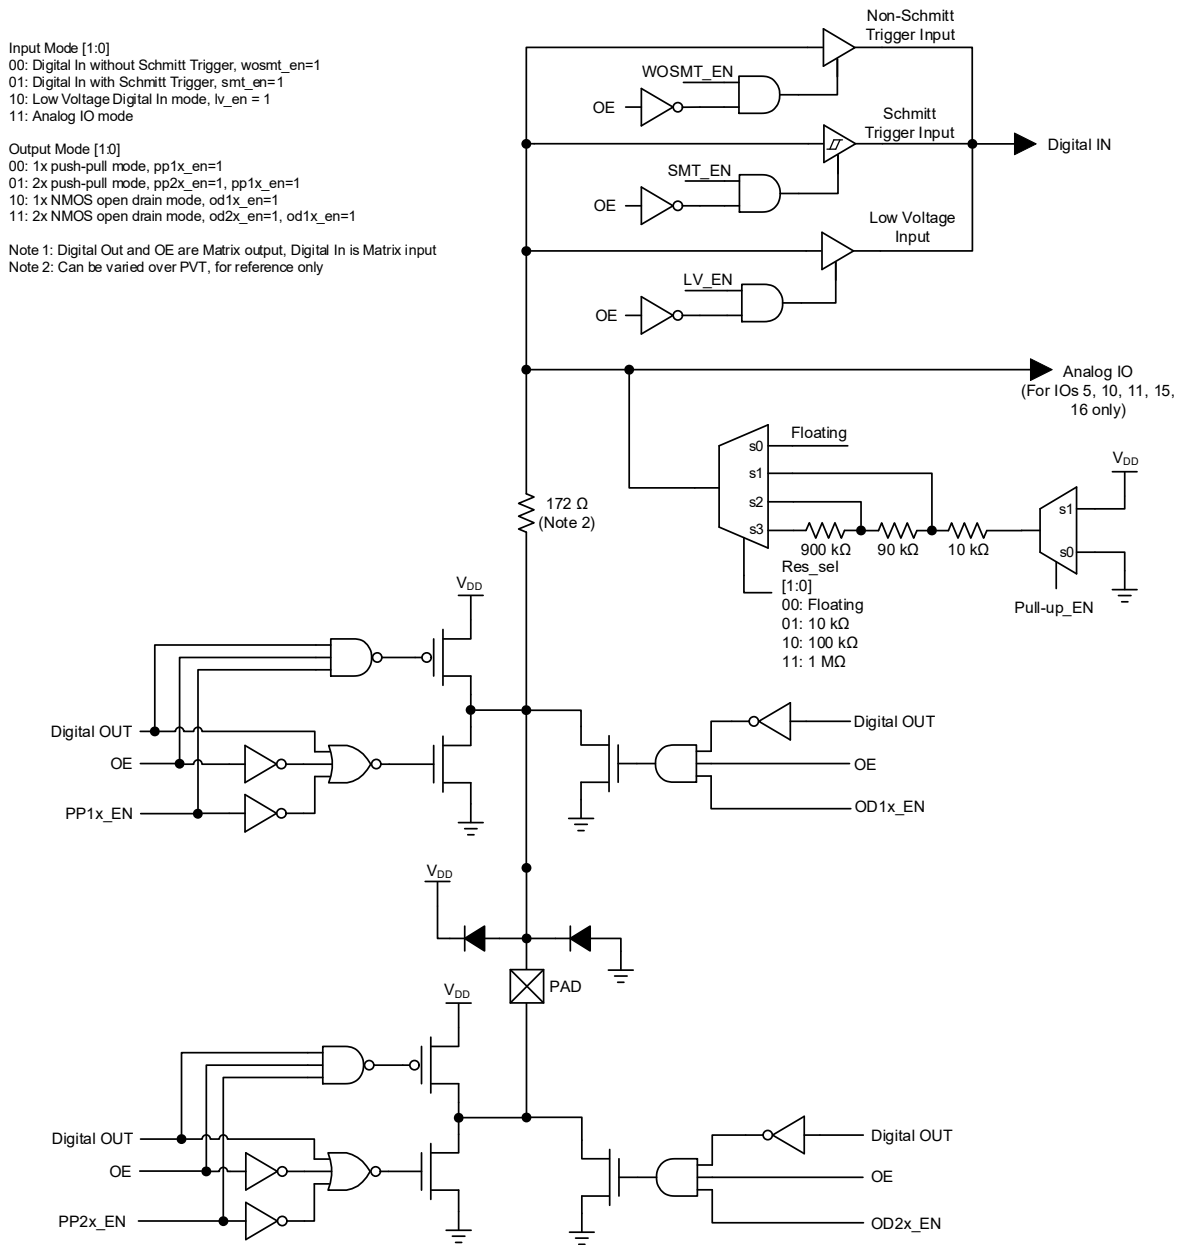 Input Mode [1:0]
00: Digital In without Schmitt Trigger, wosmt_en=1
01: Digital In with Schmitt Trigger, smt_en=1
10: Low Voltage Digital In mode, lv_en = 1
11: Analog IO mode
Output Mode [1:0]
00: 1x push-pull mode, pp1x_en=1
01: 2x push-pull mode, pp2x_en=1, pp1x_en=1
10: 1x NMOS open drain mode, od1x_en=1
11: 2x NMOS open drain mode, od2x_en=1, od1x_en=1
Note 1: Digital Out and OE are Matrix output, Digital In is Matrix input
Note 2: Can be varied over PVT, for reference only
Non-Schmitt
Trigger Input
WOSMT_EN
OE
Schmitt
Trigger Input
Digital IN
SMT_EN
OE
Low Voltage
Input
LV_EN
OE
Analog IO
(For IOs 5, 10, 11, 15,
16 only)
Floating
s0
s1
s2
s3
VDD
s1
s0
172 Ω
(Note 2)
900 kΩ
90 kΩ
10 kΩ
Res_sel
[1:0]
00: Floating
01: 10 kΩ
10: 100 kΩ
11: 1 MΩ
Pull-up_EN
VDD
Digital OUT
OE
PP1x_EN
Digital OUT
OE
OD1x_EN
VDD
PAD
VDD
Digital OUT
OE
PP2x_EN
Digital OUT
OE
OD2x_EN